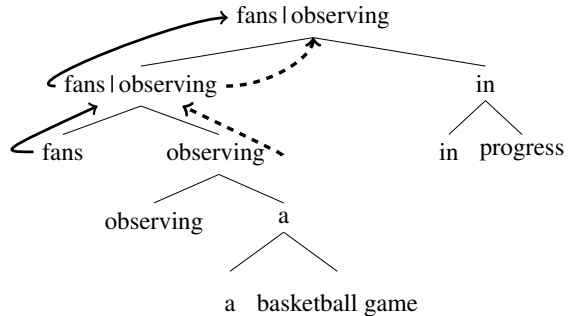 fans | observing
fans | observing in
fans observing in progress
observing a
a basketball game